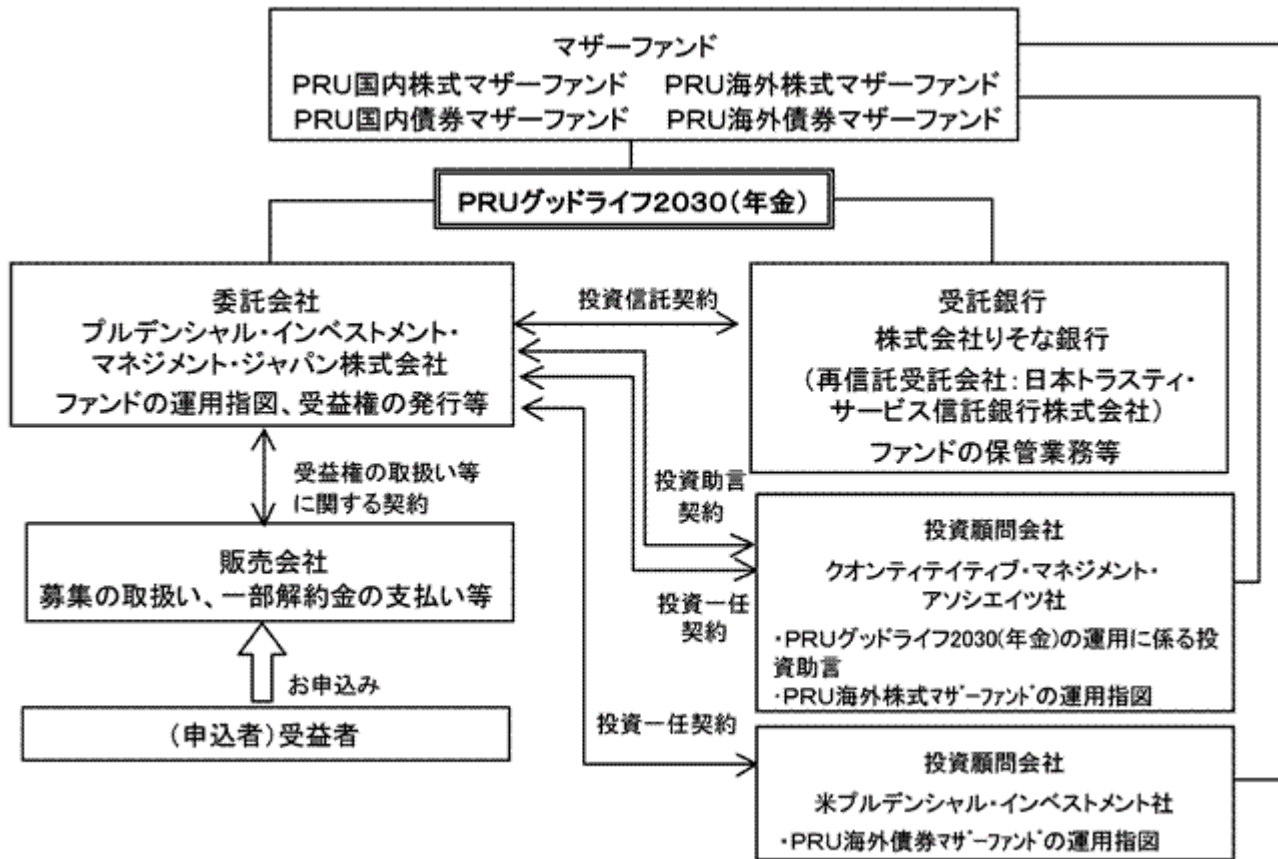 マザーファンド
PRU国内株式マザーファンド　PRU海外株式マザーファンド
PRU国内債券マザーファンド　PRU海外債券マザーファンド
PRUグッドライフ2030(年金)
委託会社
プルデンシャル・インベストメント・
マネジメント・ジャパン株式会社
ファンドの運用指図、受益権の発行等
投資信託契約
受託銀行
株式会社りそな銀行
(再信託受託会社:日本トラスティ・
サービス信託銀行株式会社)
ファンドの保管業務等
受益権の取扱い等
に関する契約
投資助言
契約
販売会社
募集の取扱い、一部解約金の支払い等
投資一任
契約
投資顧問会社
クオンティテイティブ・マネジメント・
アソシエイツ社
・PRUグッドライフ2030(年金)の運用に係る投
資助言
・PRU海外株式マザーファンドの運用指図
お申込み
(申込者)受益者
投資一任契約
投資顧問会社
米プルデンシャル・インベストメント社
・PRU海外債券マザーファンドの運用指図